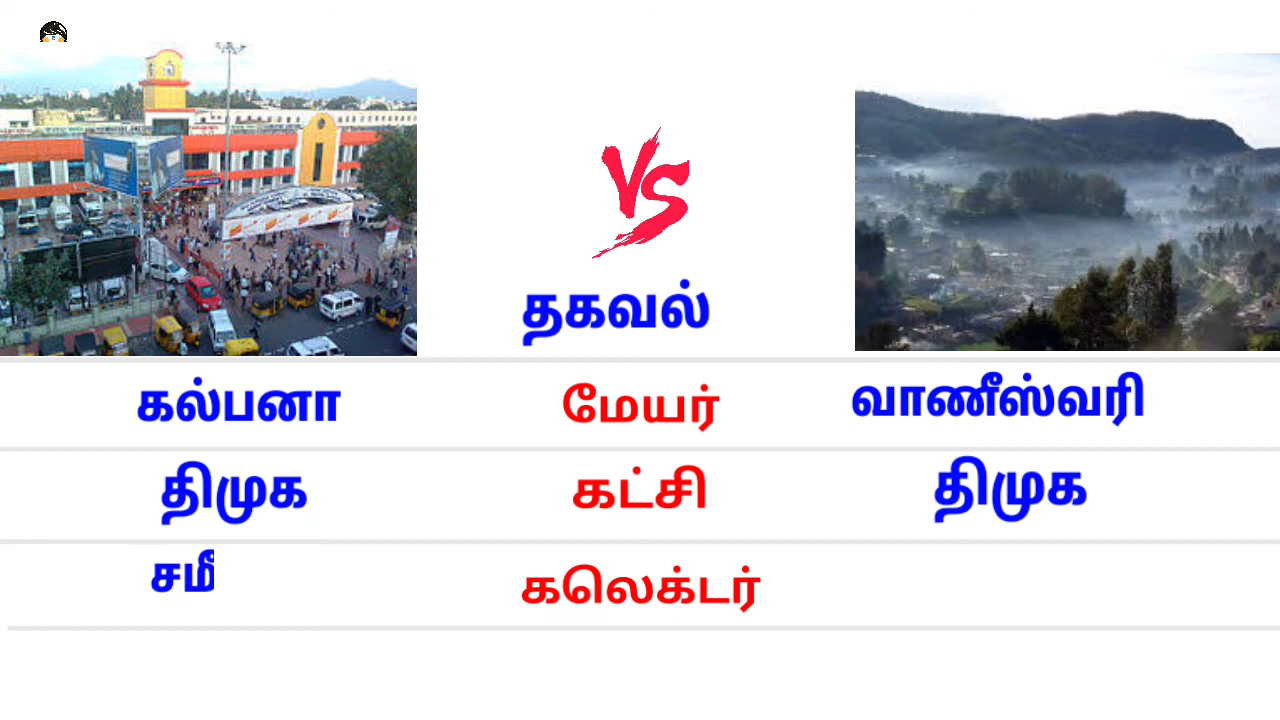 VS
தகவல்
கல்பனா மேயர் வாணீஸ்வரி
திமுக கட்சி திமுக
சமீ கலெக்டர்